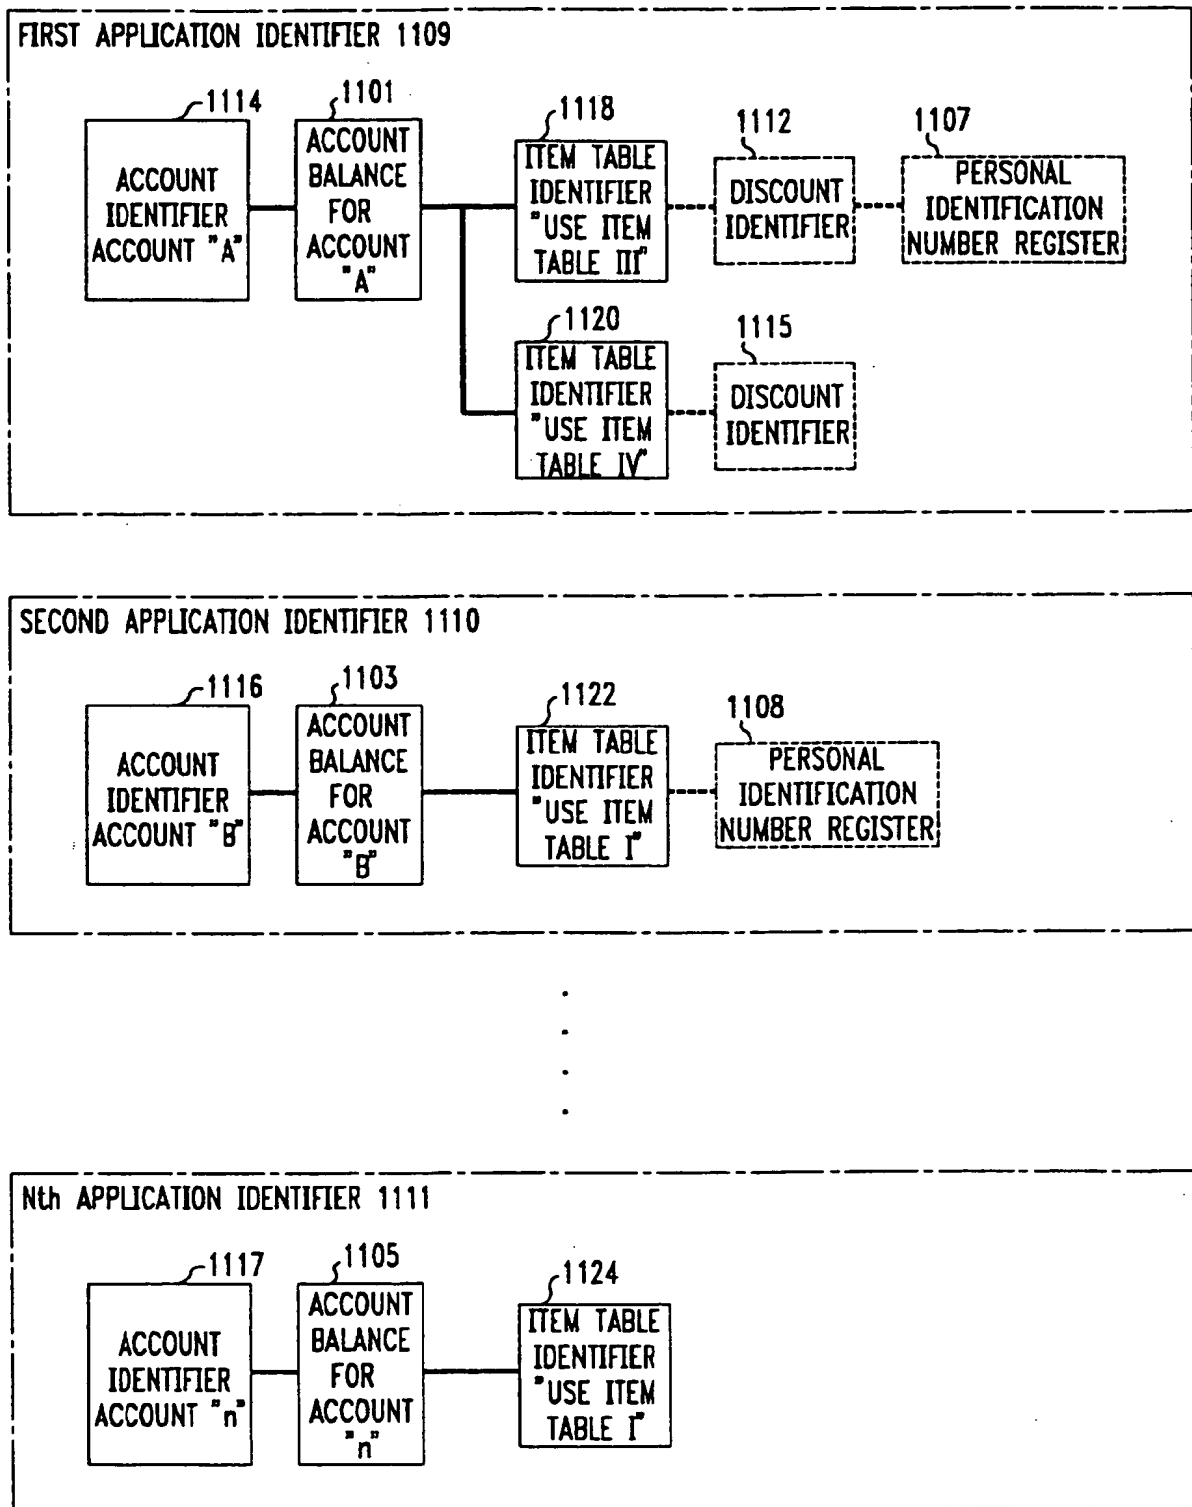 FIRST APPLICATION IDENTIFIER 1109
1114
ACCOUNT
IDENTIFIER
ACCOUNT "A"
1101
ACCOUNT
BALANCE
FOR
ACCOUNT
"A"
1118
ITEM TABLE
IDENTIFIER
"USE ITEM
TABLE III"
1112
DISCOUNT
IDENTIFIER
1107
PERSONAL
IDENTIFICATION
NUMBER REGISTER
1120
ITEM TABLE
IDENTIFIER
"USE ITEM
TABLE IV"
1115
DISCOUNT
IDENTIFIER
SECOND APPLICATION IDENTIFIER 1110
1116
ACCOUNT
IDENTIFIER
ACCOUNT "B"
1103
ACCOUNT
BALANCE
FOR
ACCOUNT
"B"
1122
ITEM TABLE
IDENTIFIER
"USE ITEM
TABLE I"
1108
PERSONAL
IDENTIFICATION
NUMBER REGISTER
Nth APPLICATION IDENTIFIER 1111
1117
ACCOUNT
IDENTIFIER
ACCOUNT "n"
1105
ACCOUNT
BALANCE
FOR
ACCOUNT
"n"
1124
ITEM TABLE
IDENTIFIER
"USE ITEM
TABLE I"